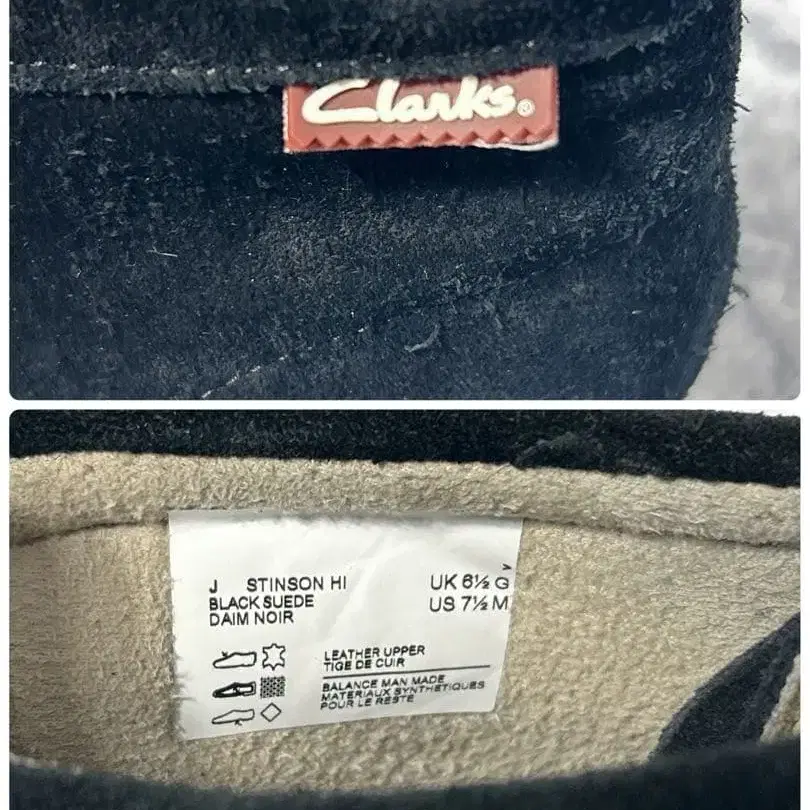 Clarks®
J STINSON HI
BLACK SUEDE
DAIM NOIR
UK 6½ G
US 7½ M
LEATHER UPPER
TIGE DE CUIR
BALANCE MAN MADE
MATERIAUX SYNTHETIQUES
POUR LE RESTE